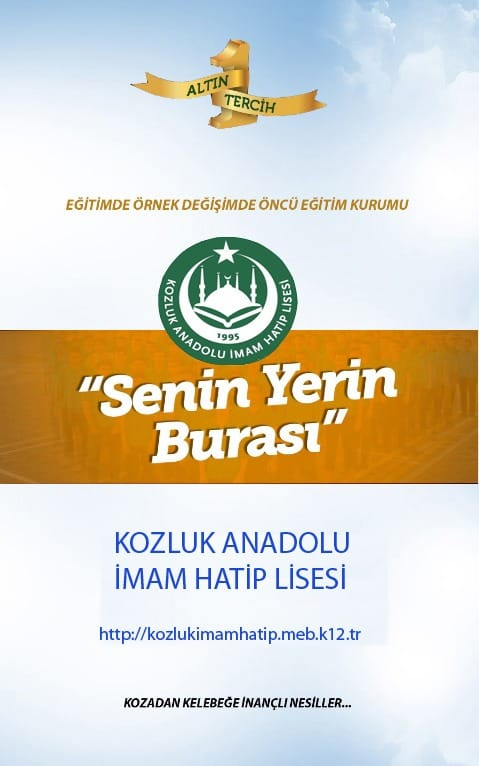 1
ALTIN
TERCİH
EĞİTİMDE ÖRNEK DEĞİŞİMDE ÖNCÜ EĞİTİM KURUMU
KOZLUK ANADOLU İMAM HATİP LİSESİ
1995
“Senin Yerin
Burası”
KOZLUK ANADOLU
İMAM HATİP LİSESİ
http://kozlukimamhatip.meb.k12.tr
KOZADAN KELEBEĞE İNANÇLI NESİLLER...